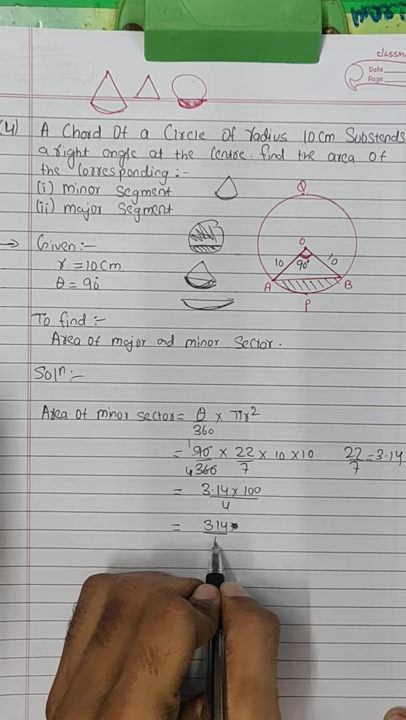 CLASSM
Date
Page
(4) A Chord Of a Circle Of radius 10 cm Substends
a right angle at the Centre. find the area of
the Corresponding :-
(i) minor Segment
(ii) major Segment
Q
O
10 90° 10
A B
P
→ Given :-
r = 10 Cm
θ = 90
To find :-
Area of major and minor Sector.
Solⁿ :-
Area of minor sector = θ/360 × πr²
= 90/360 × 22/7 × 10 × 10 22/7 = 3.14
1 4
= 3.14 × 100/4
= 314